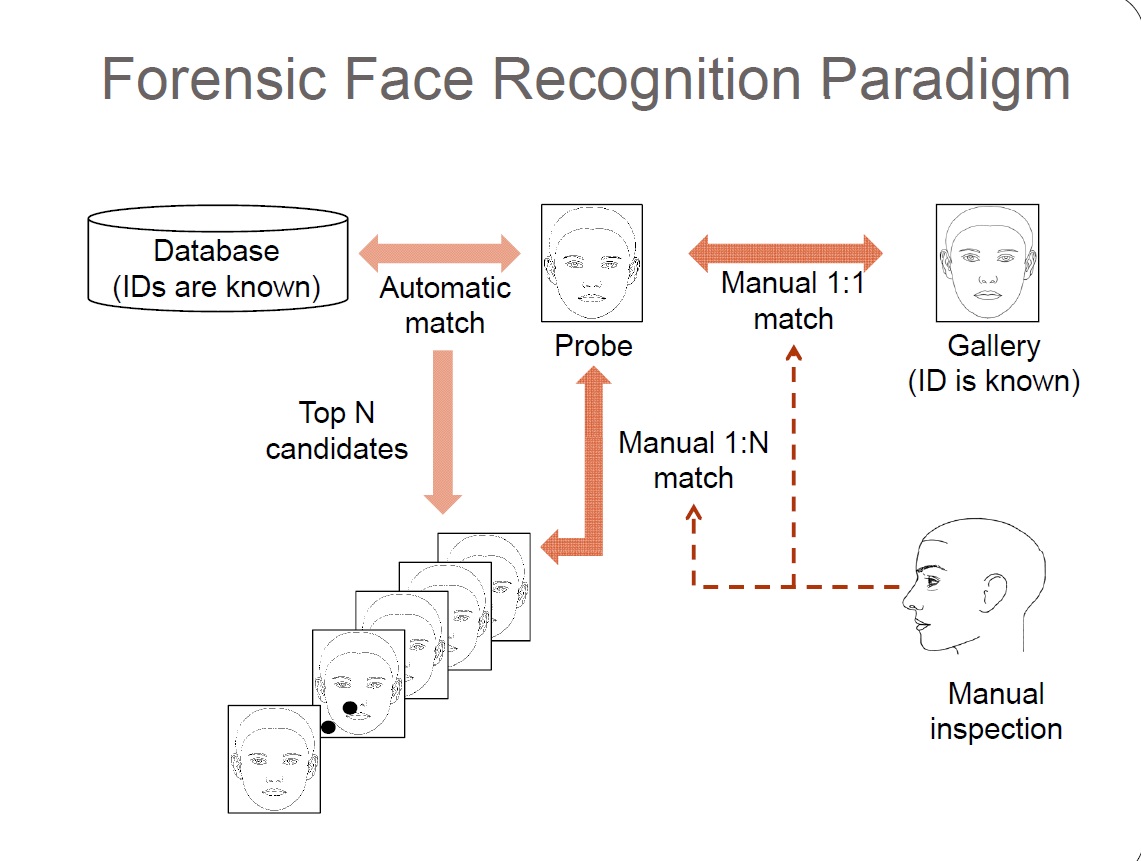 Forensic Face Recognition Paradigm
Database
(IDs are known)
Automatic
match
Probe
Manual 1:1
match
Gallery
(ID is known)
Top N
candidates
Manual 1:N
match
Manual
inspection